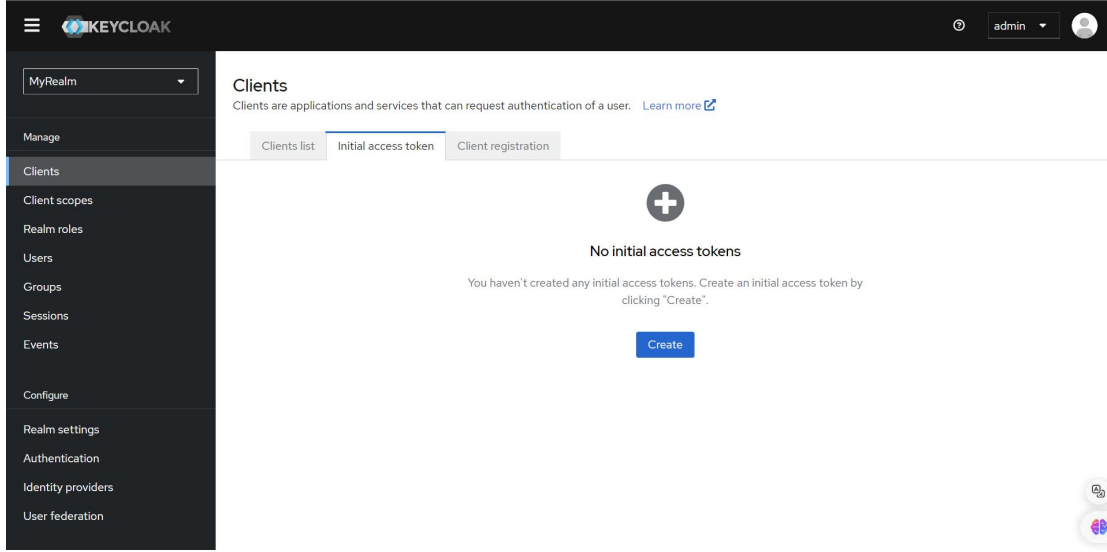 KEYCLOAK
admin
MyRealm
Manage
Clients
Client scopes
Realm roles
Users
Groups
Sessions
Events
Configure
Realm settings
Authentication
Identity providers
User federation
Clients
Clients are applications and services that can request authentication of a user. Learn more
Clients list
Initial access token
Client registration
No initial access tokens
You haven't created any initial access tokens. Create an initial access token by
clicking "Create".
Create